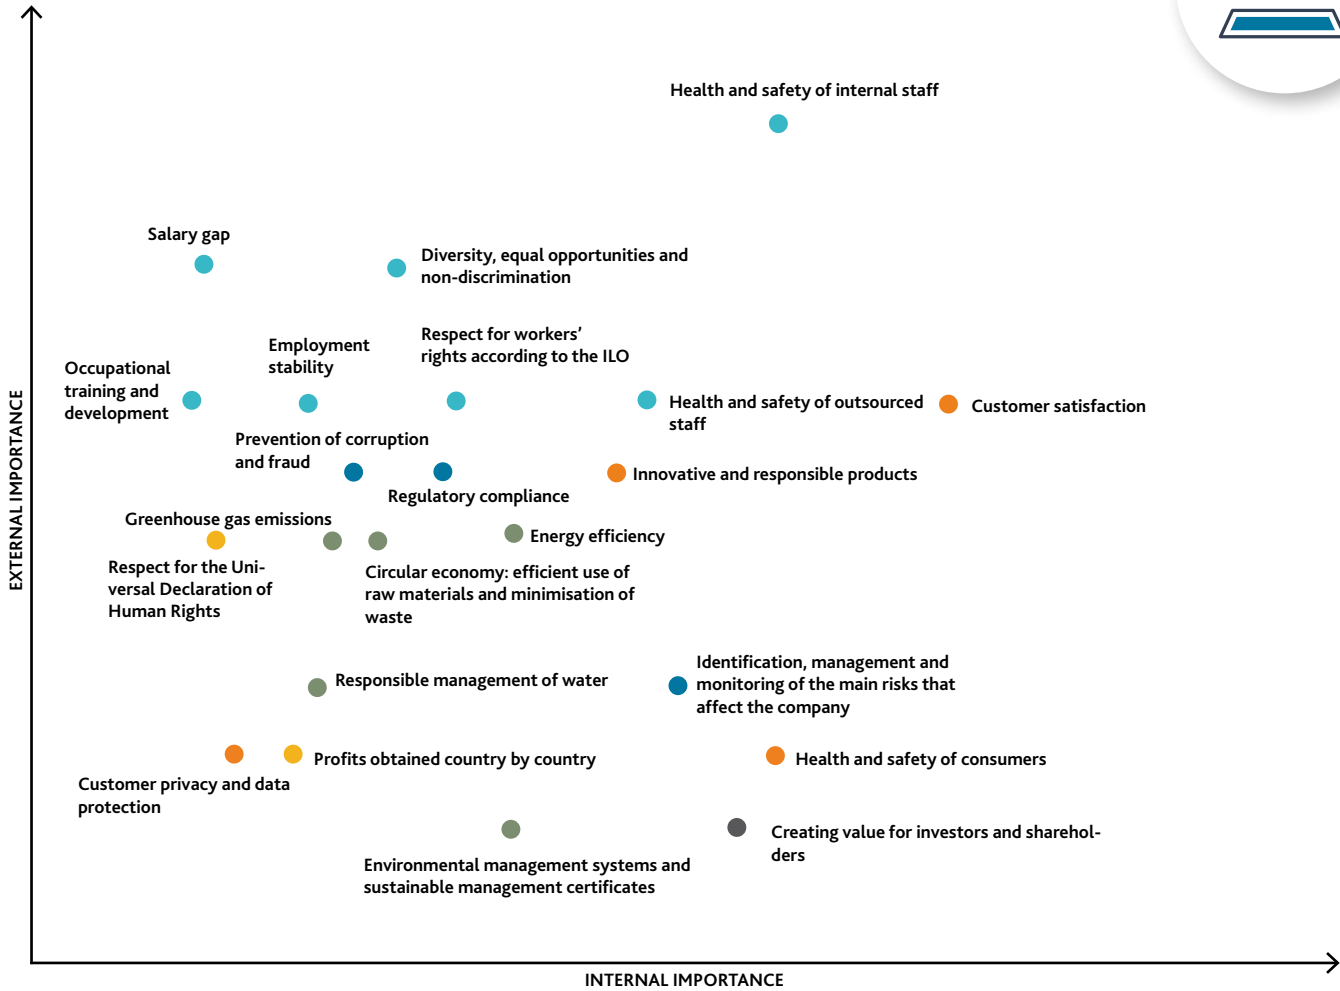 Health and safety of internal staff
Salary gap
Diversity, equal opportunities and
non-discrimination
Respect for workers’
rights according to the ILO
Employment
stability
Occupational
training and
development
Health and safety of outsourced
staff
Customer satisfaction
Prevention of corruption
and fraud
Regulatory compliance
Innovative and responsible products
Greenhouse gas emissions
Energy efficiency
Respect for the Uni-
versal Declaration of
Human Rights
Circular economy: efficient use of
raw materials and minimisation of
waste
Responsible management of water
Identification, management and
monitoring of the main risks that
affect the company
Profits obtained country by country
Health and safety of consumers
Customer privacy and data
protection
Creating value for investors and sharehol-
ders
Environmental management systems and
sustainable management certificates
EXTERNAL IMPORTANCE
INTERNAL IMPORTANCE